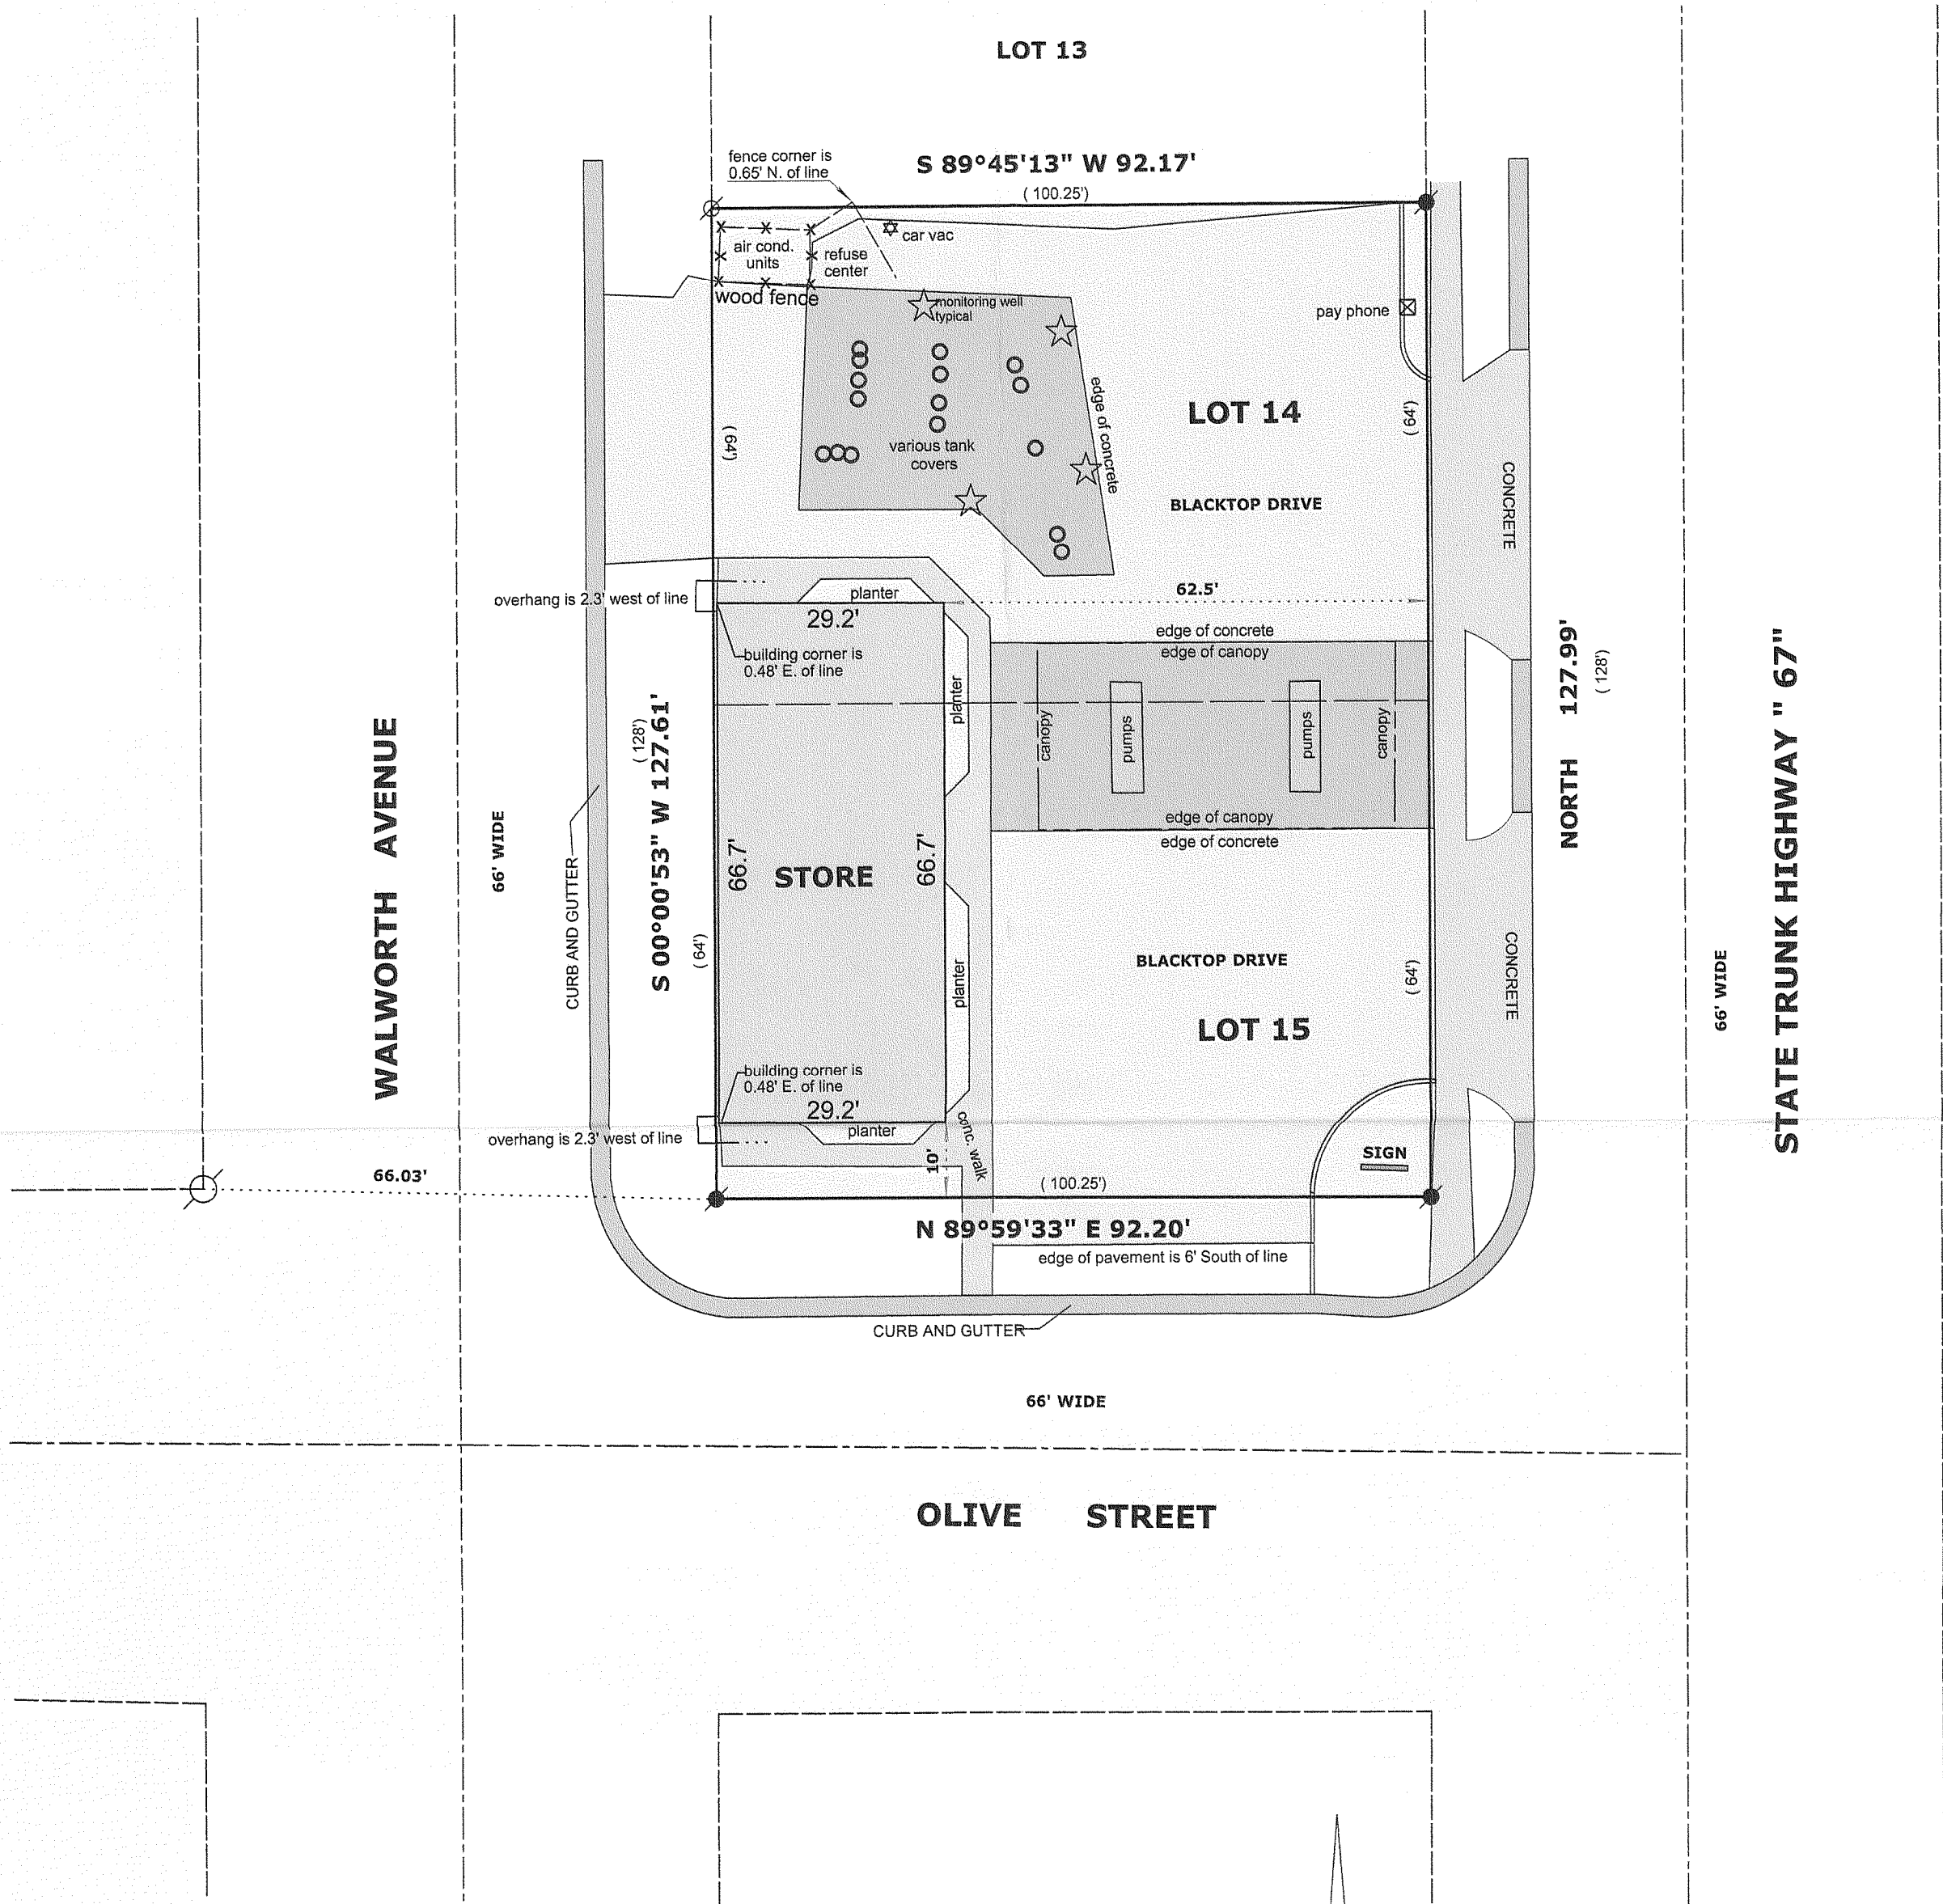 LOT 13
fence corner is
0.65' N. of line
S 89°45'13" W 92.17'
( 100.25')
air cond.
units
refuse
center
car vac
wood fence
monitoring well
typical
pay phone
edge of concrete
LOT 14
( 64')
( 64')
various tank
covers
BLACKTOP DRIVE
CONCRETE
overhang is 2.3' west of line
planter
62.5'
29.2'
building corner is
0.48' E. of line
edge of concrete
edge of canopy
planter
canopy
pumps
pumps
canopy
NORTH 127.99'
( 128')
STATE TRUNK HIGHWAY " 67"
66' WIDE
WALWORTH AVENUE
66' WIDE
CURB AND GUTTER
( 128')
S 00°00'53" W 127.61'
( 64')
66.7'
STORE
66.7'
edge of canopy
edge of concrete
planter
BLACKTOP DRIVE
( 64')
CONCRETE
LOT 15
building corner is
0.48' E. of line
29.2'
overhang is 2.3' west of line
planter
conc. walk
10'
SIGN
66.03'
( 100.25')
N 89°59'33" E 92.20'
edge of pavement is 6' South of line
CURB AND GUTTER
66' WIDE
OLIVE STREET